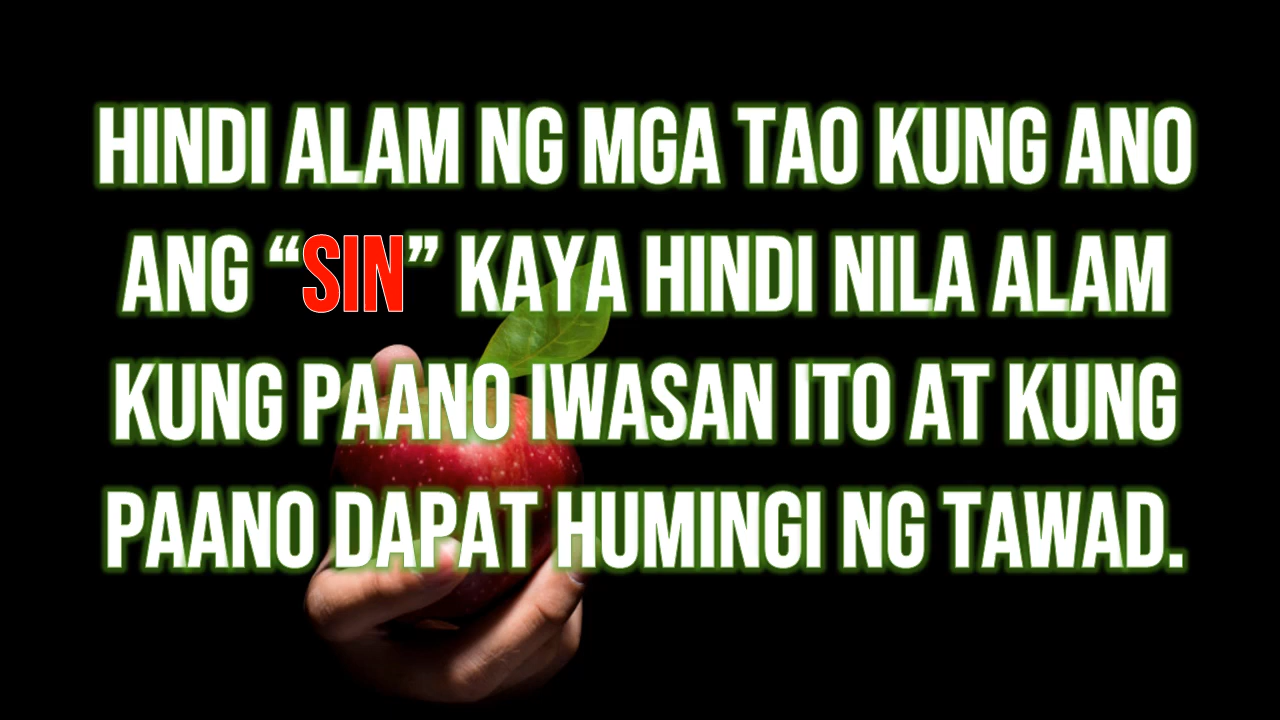 HINDI ALAM NG MGA TAO KUNG ANO
ANG “SIN” KAYA HINDI NILA ALAM
KUNG PAANO IWASAN ITO AT KUNG
PAANO DAPAT HUMINGI NG TAWAD.